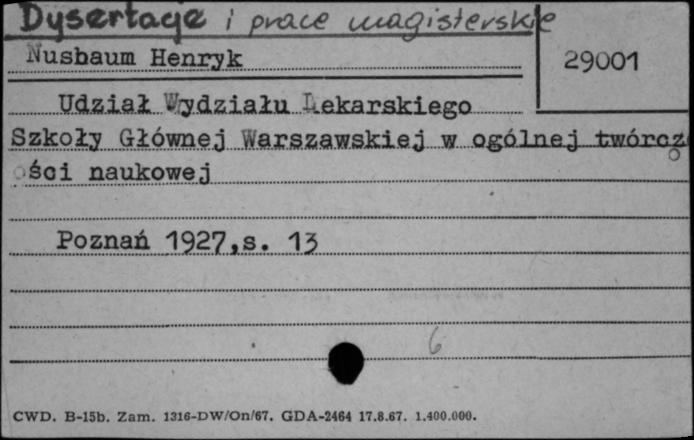 Dysertacje i prace magisterskie
Nusbaum Henryk
29001
Udział Wydziału Lekarskiego
Szkoły Głównej Warszawskiej w ogólnej twórcz
ości naukowej
Poznań 1927,s. 13
6
CWD. B-15b. Zam. 1316-DW/On/67. GDA-2464 17.8.67. 1.400.000.